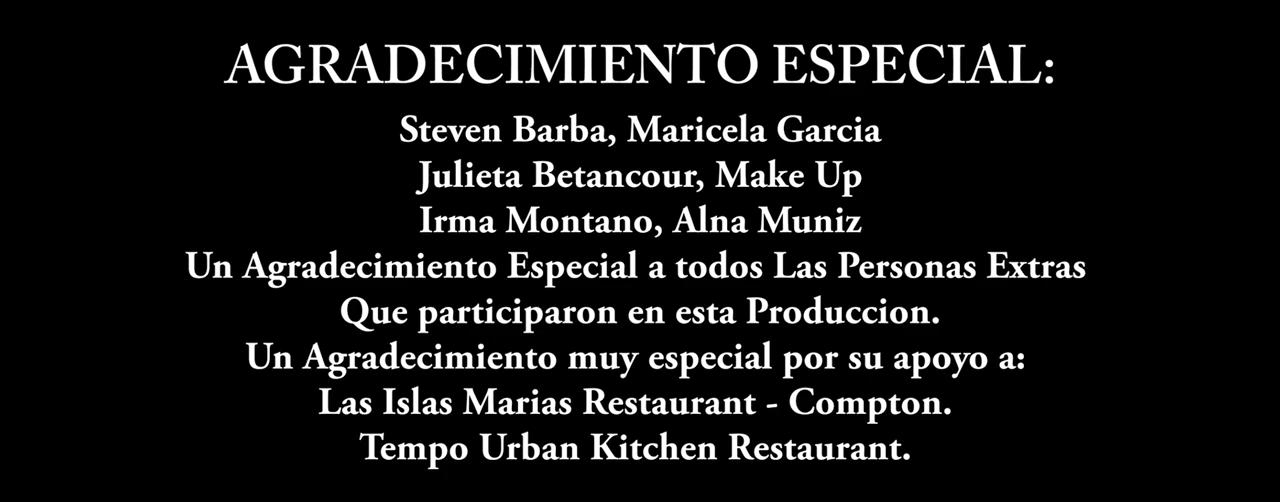 AGRADECIMIENTO ESPECIAL:
Steven Barba, Maricela Garcia
Julieta Betancour, Make Up
Irma Montano, Alna Muniz
Un Agradecimiento Especial a todos Las Personas Extras
Que participaron en esta Produccion.
Un Agradecimiento muy especial por su apoyo a:
Las Islas Marias Restaurant - Compton.
Tempo Urban Kitchen Restaurant.